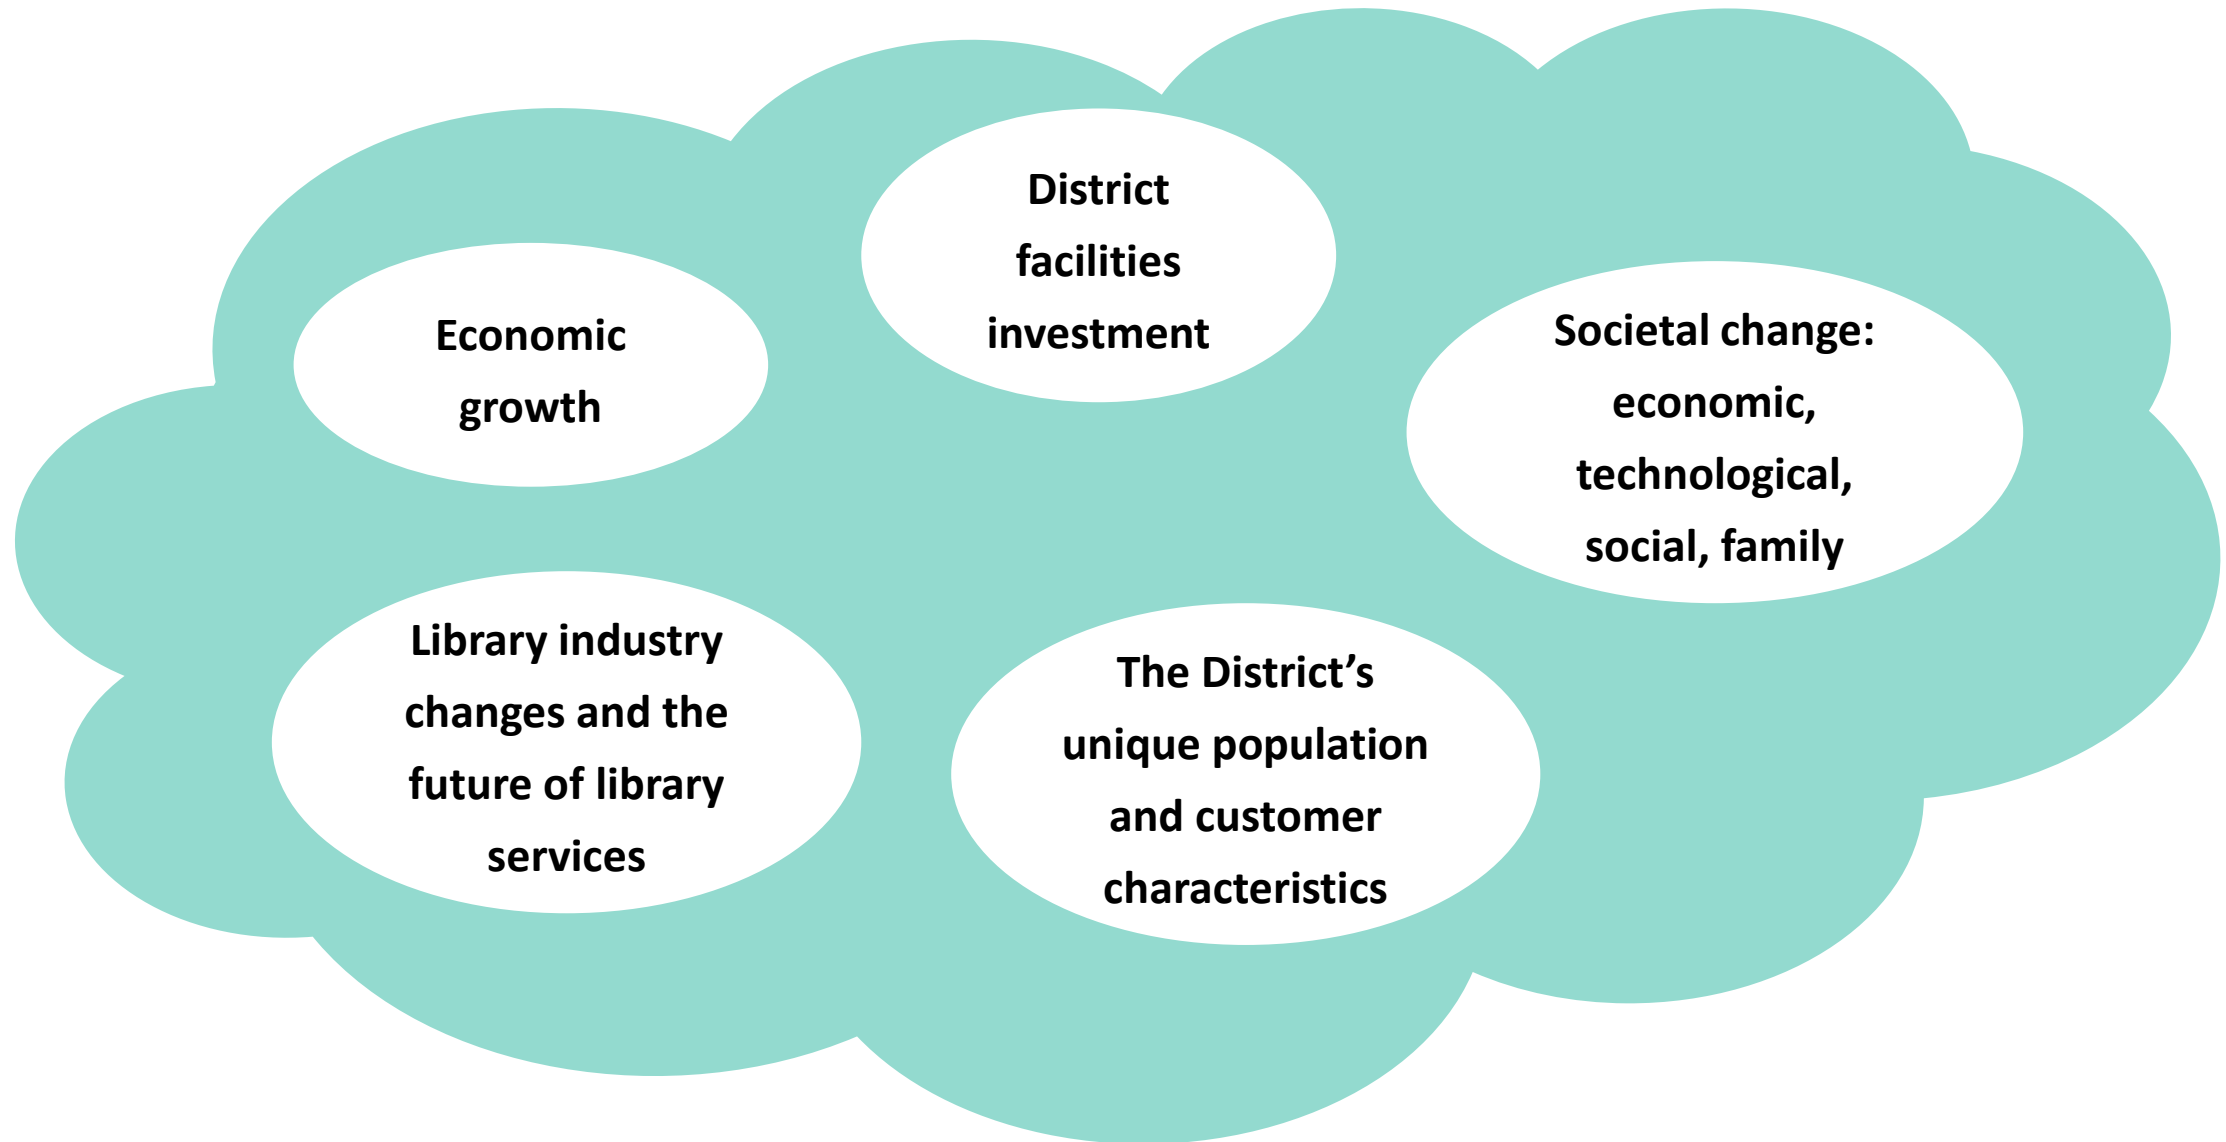 District
facilities
investment
Economic
growth
Societal change:
economic,
technological,
social, family
Library industry
changes and the
future of library
services
The District’s
unique population
and customer
characteristics